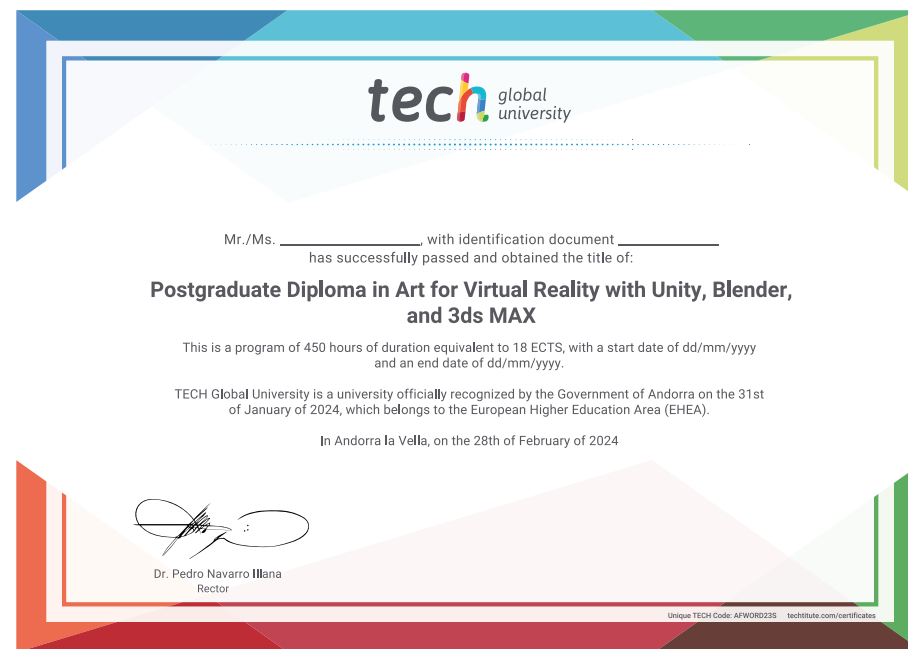 tech global
university
Mr./Ms. ____________, with identification document ____________
has successfully passed and obtained the title of:
Postgraduate Diploma in Art for Virtual Reality with Unity, Blender,
and 3ds MAX
This is a program of 450 hours of duration equivalent to 18 ECTS, with a start date of dd/mm/yyyy
and an end date of dd/mm/yyyy.
TECH Global University is a university officially recognized by the Government of Andorra on the 31st
of January of 2024, which belongs to the European Higher Education Area (EHEA).
In Andorra la Vella, on the 28th of February of 2024
Dr. Pedro Navarro Illana
Rector
Unique TECH Code: AFWORD23S techtitute.com/certificates